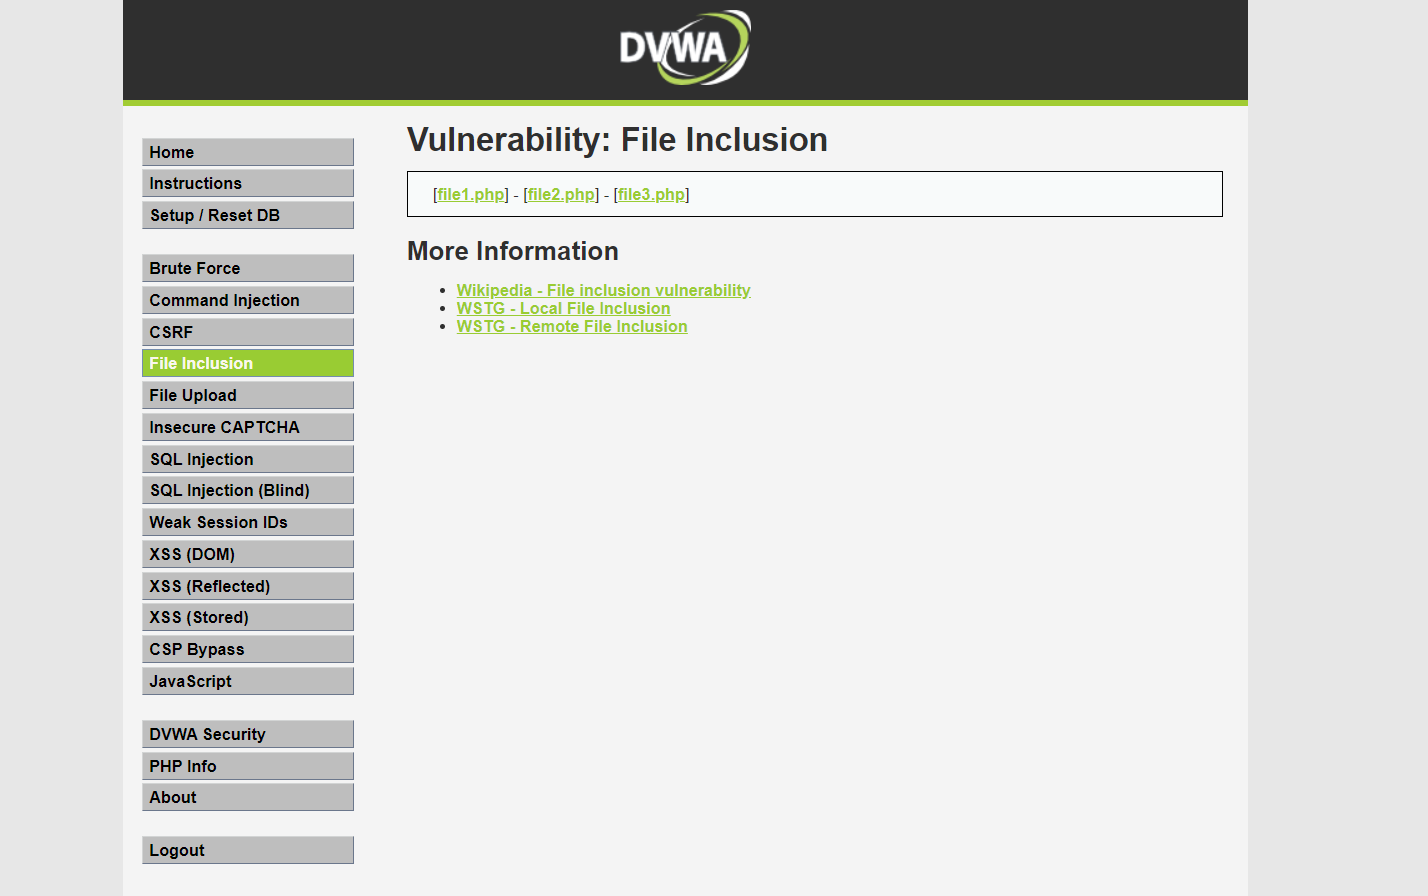 DVWA
Home
Instructions
Setup / Reset DB
Brute Force
Command Injection
CSRF
File Inclusion
File Upload
Insecure CAPTCHA
SQL Injection
SQL Injection (Blind)
Weak Session IDs
XSS (DOM)
XSS (Reflected)
XSS (Stored)
CSP Bypass
JavaScript
DVWA Security
PHP Info
About
Logout
Vulnerability: File Inclusion
[file1.php] - [file2.php] - [file3.php]
More Information
Wikipedia - File inclusion vulnerability
WSTG - Local File Inclusion
WSTG - Remote File Inclusion